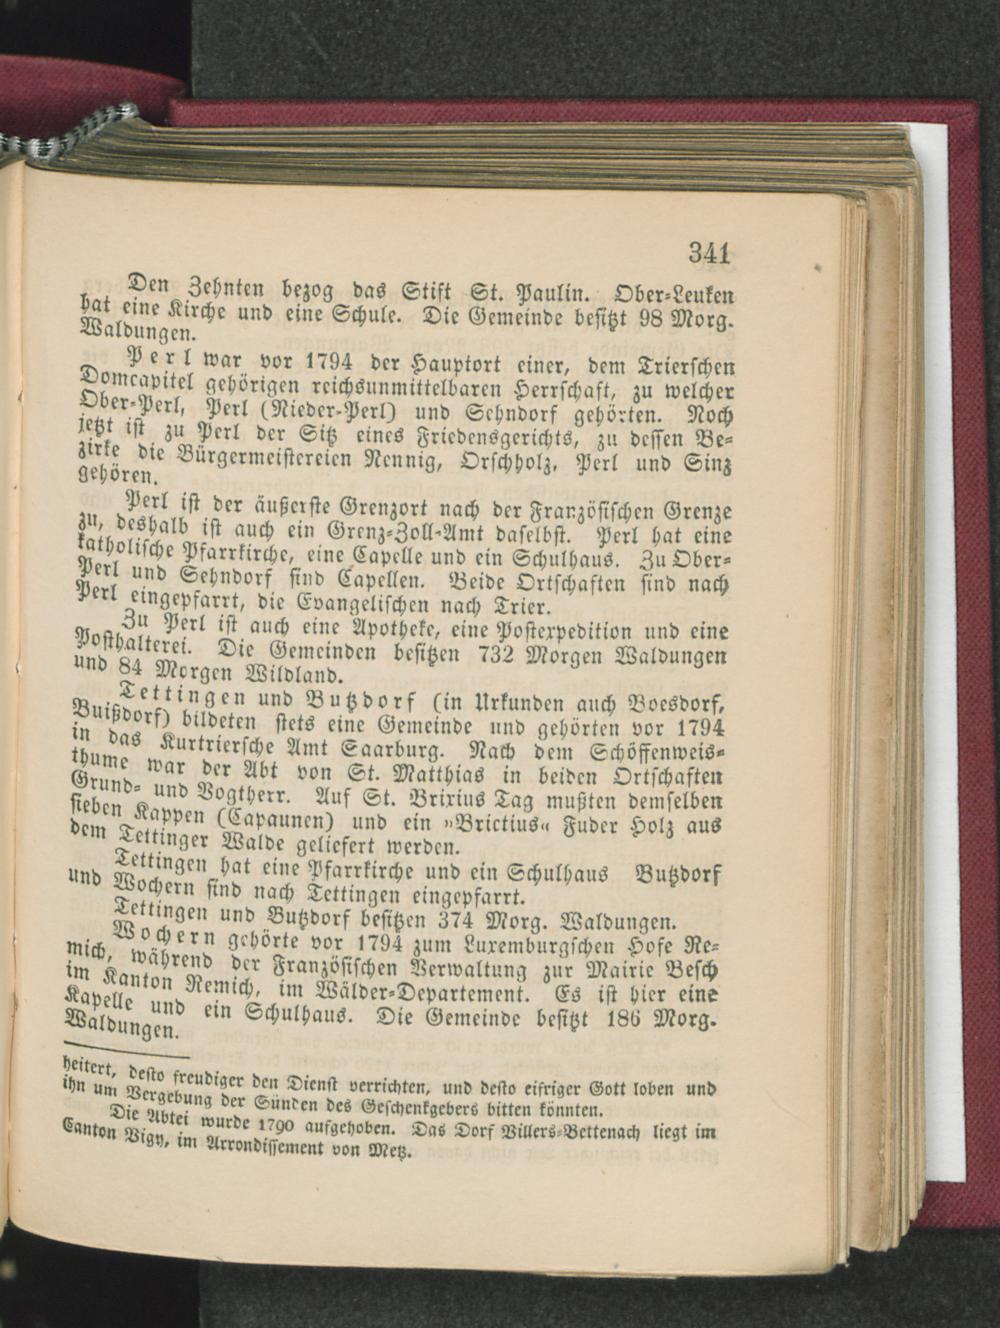 341
Den Zehnten bezog das Stift St. Paulin. Ober-Leuken
hat eine Kirche und eine Schule. Die Gemeinde besitzt 98 Morg.
Waldungen.
Perl war vor 1794 der Hauptort einer, dem Trierschen
Domcapitel gehörigen reichsunmittelbaren Herrschaft, zu welcher
Ober-Perl, Perl (Nieder-Perl) und Sehndorf gehörten. Noch
jetzt ist zu Perl der Sitz eines Friedensgerichts, zu dessen Be-
zirke die Bürgermeistereien Nennig, Orschholz, Perl und Sinz
gehören.
Perl ist der äußerste Grenzort nach der Französischen Grenze
zu, deshalb ist auch ein Grenz-Zoll-Amt daselbst. Perl hat eine
katholische Pfarrkirche, eine Capelle und ein Schulhaus. Zu Ober-
Perl und Sehndorf sind Capellen. Beide Ortschaften sind nach
Perl eingepfarrt, die Evangelischen nach Trier.
Zu Perl ist auch eine Apotheke, eine Postexpedition und eine
Posthalterei. Die Gemeinden besitzen 732 Morgen Waldungen
und 84 Morgen Wildland.
Tettingen und Butzdorf (in Urkunden auch Boesdorf,
Buißdorf) bildeten stets eine Gemeinde und gehörten vor 1794
in das Kurtriersche Amt Saarburg. Nach dem Schöffenweis-
thume war der Abt von St. Matthias in beiden Ortschaften
Grund- und Vogtherr. Auf St. Brixius Tag mußten demselben
sieben Kappen (Capaunen) und ein »Brictius« Fuder Holz aus
dem Tettinger Walde geliefert werden.
Tettingen hat eine Pfarrkirche und ein Schulhaus Butzdorf
und Wochern sind nach Tettingen eingepfarrt.
Tettingen und Butzdorf besitzen 374 Morg. Waldungen.
Wochern gehörte vor 1794 zum Luxemburgschen Hofe Re-
mich, während der Französischen Verwaltung zur Mairie Besch
im Kanton Remich, im Wälder-Departement. Es ist hier eine
Kapelle und ein Schulhaus. Die Gemeinde besitzt 186 Morg.
Waldungen.
heitert, desto freudiger den Dienst verrichten, und desto eifriger Gott loben und
ihn um Vergebung der Sünden des Geschenkgebers bitten könnten.
Die Abtei wurde 1790 aufgehoben. Das Dorf Villers-Bettenach liegt im
Canton Vigy, im Arrondissement von Metz.